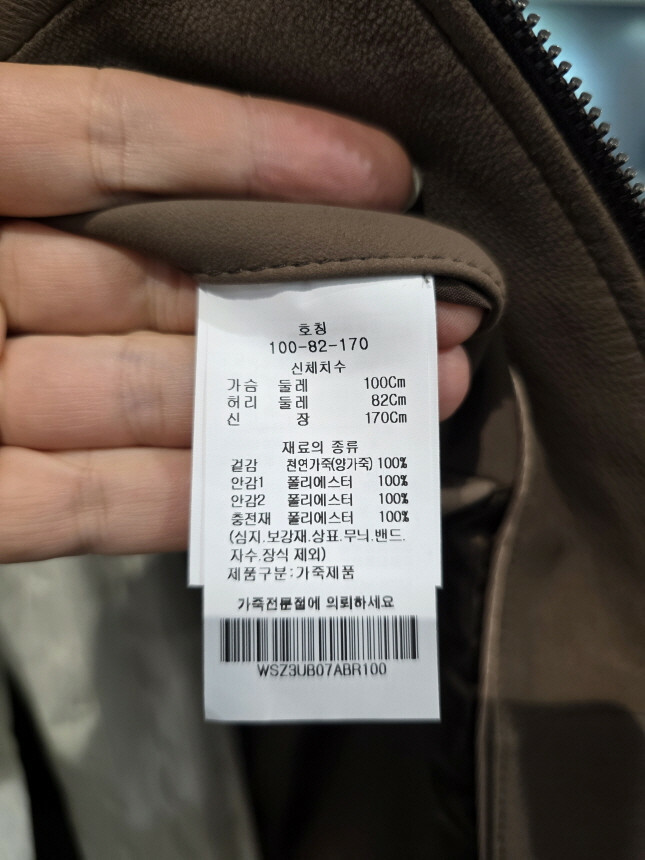 호칭
100-82-170
신체치수
가슴 둘레 100Cm
허리 둘레 82Cm
신 장 170Cm
재료의 종류
겉감 천연가죽(양가죽) 100%
안감1 폴리에스터 100%
안감2 폴리에스터 100%
충전재 폴리에스터 100%
(심지.보강재.상표.무늬.밴드.
자수.장식 제외)
제품구분:가죽제품
가죽전문점에 의뢰하세요
WSZ3UB07ABR100